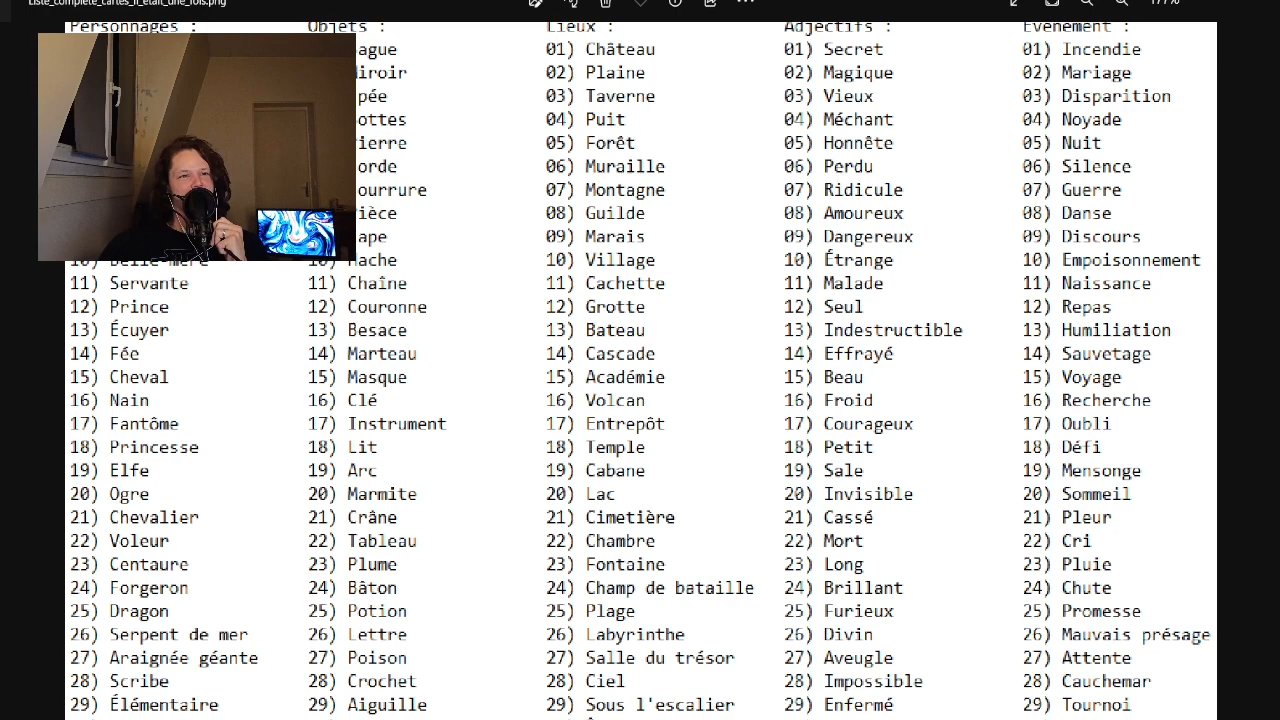 Liste_complete_cartes_il_etait_une_fois.png 177%
Personnages : Objets : Lieux : Adjectifs : Évènement :
ague 01) Château 01) Secret 01) Incendie
iroir 02) Plaine 02) Magique 02) Mariage
pée 03) Taverne 03) Vieux 03) Disparition
ottes 04) Puit 04) Méchant 04) Noyade
ierre 05) Forêt 05) Honnête 05) Nuit
orde 06) Muraille 06) Perdu 06) Silence
ourrure 07) Montagne 07) Ridicule 07) Guerre
ièce 08) Guilde 08) Amoureux 08) Danse
ape 09) Marais 09) Dangereux 09) Discours
10) Belle-mère 10) Hache 10) Village 10) Étrange 10) Empoisonnement
11) Servante 11) Chaîne 11) Cachette 11) Malade 11) Naissance
12) Prince 12) Couronne 12) Grotte 12) Seul 12) Repas
13) Écuyer 13) Besace 13) Bateau 13) Indestructible 13) Humiliation
14) Fée 14) Marteau 14) Cascade 14) Effrayé 14) Sauvetage
15) Cheval 15) Masque 15) Académie 15) Beau 15) Voyage
16) Nain 16) Clé 16) Volcan 16) Froid 16) Recherche
17) Fantôme 17) Instrument 17) Entrepôt 17) Courageux 17) Oubli
18) Princesse 18) Lit 18) Temple 18) Petit 18) Défi
19) Elfe 19) Arc 19) Cabane 19) Sale 19) Mensonge
20) Ogre 20) Marmite 20) Lac 20) Invisible 20) Sommeil
21) Chevalier 21) Crâne 21) Cimetière 21) Cassé 21) Pleur
22) Voleur 22) Tableau 22) Chambre 22) Mort 22) Cri
23) Centaure 23) Plume 23) Fontaine 23) Long 23) Pluie
24) Forgeron 24) Bâton 24) Champ de bataille 24) Brillant 24) Chute
25) Dragon 25) Potion 25) Plage 25) Furieux 25) Promesse
26) Serpent de mer 26) Lettre 26) Labyrinthe 26) Divin 26) Mauvais présage
27) Araignée géante 27) Poison 27) Salle du trésor 27) Aveugle 27) Attente
28) Scribe 28) Crochet 28) Ciel 28) Impossible 28) Cauchemar
29) Élémentaire 29) Aiguille 29) Sous l'escalier 29) Enfermé 29) Tournoi